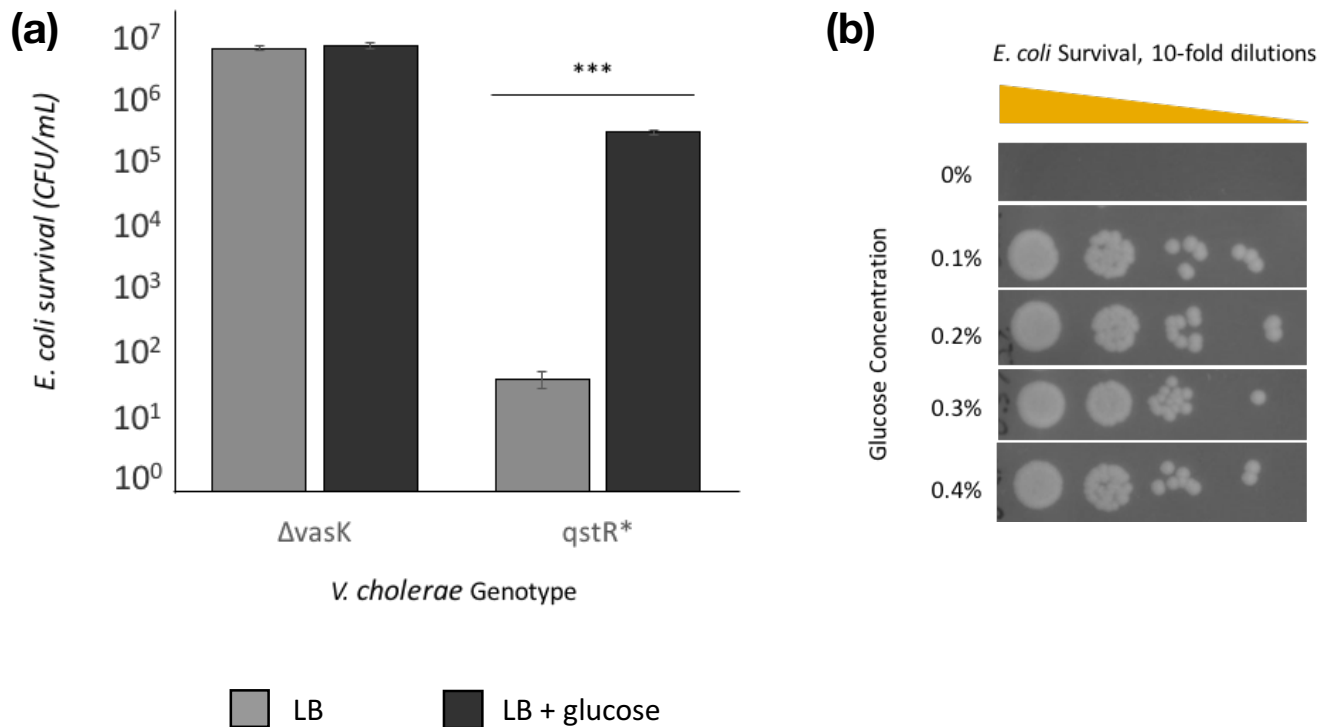 (a)
10⁷
10⁶
10⁵
10⁴
10³
10²
10¹
10⁰
E. coli survival (CFU/mL)
***
ΔvasK
qstR*
V. cholerae Genotype
LB
LB + glucose
(b)
E. coli Survival, 10-fold dilutions
Glucose Concentration
0%
0.1%
0.2%
0.3%
0.4%